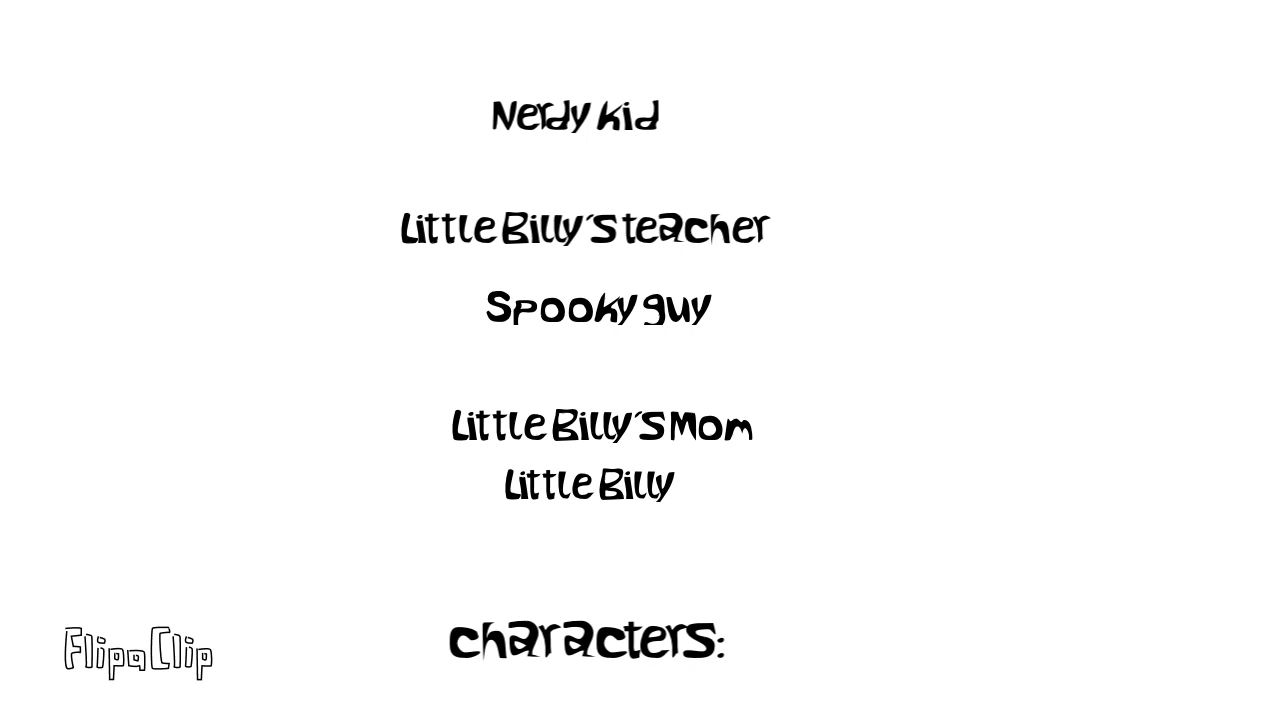 Nerdy kid
Little Billy's teacher
Spooky guy
Little Billy's Mom
Little Billy
characters:
FlipaClip